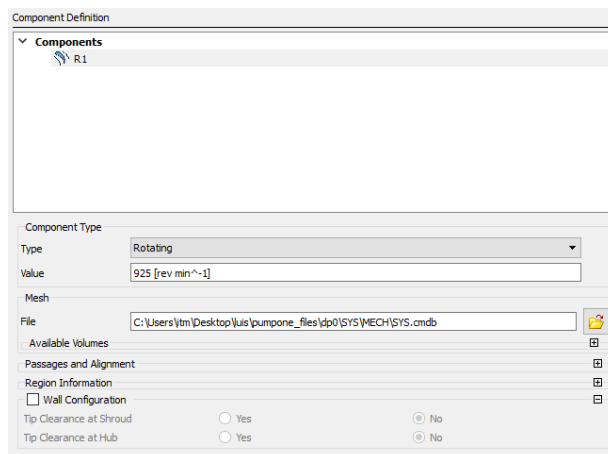 Component Definition
Components
R1
Component Type
Type Rotating
Value 925 [rev min^-1]
Mesh
File C:\Users\itm\Desktop\luis\pumpone_files\dp0\SYS\MECH\SYS.cmdb
Available Volumes
Passages and Alignment
Region Information
Wall Configuration
Tip Clearance at Shroud Yes No
Tip Clearance at Hub Yes No